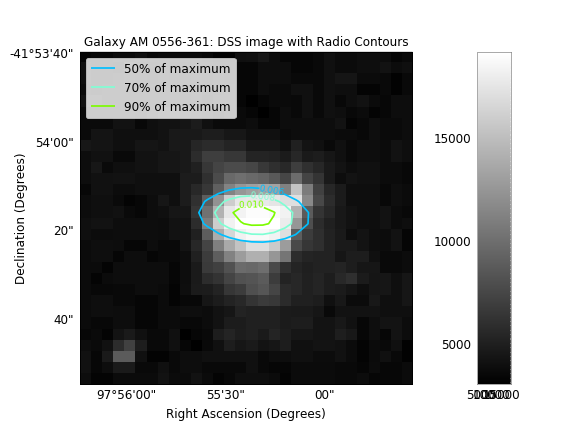 Galaxy AM 0556-361: DSS image with Radio Contours
-41°53'40"
50% of maximum
70% of maximum
90% of maximum
54'00"
20"
40"
0.010
Declination (Degrees)
97°56'00" 55'30" 00"
Right Ascension (Degrees)
15000
10000
5000